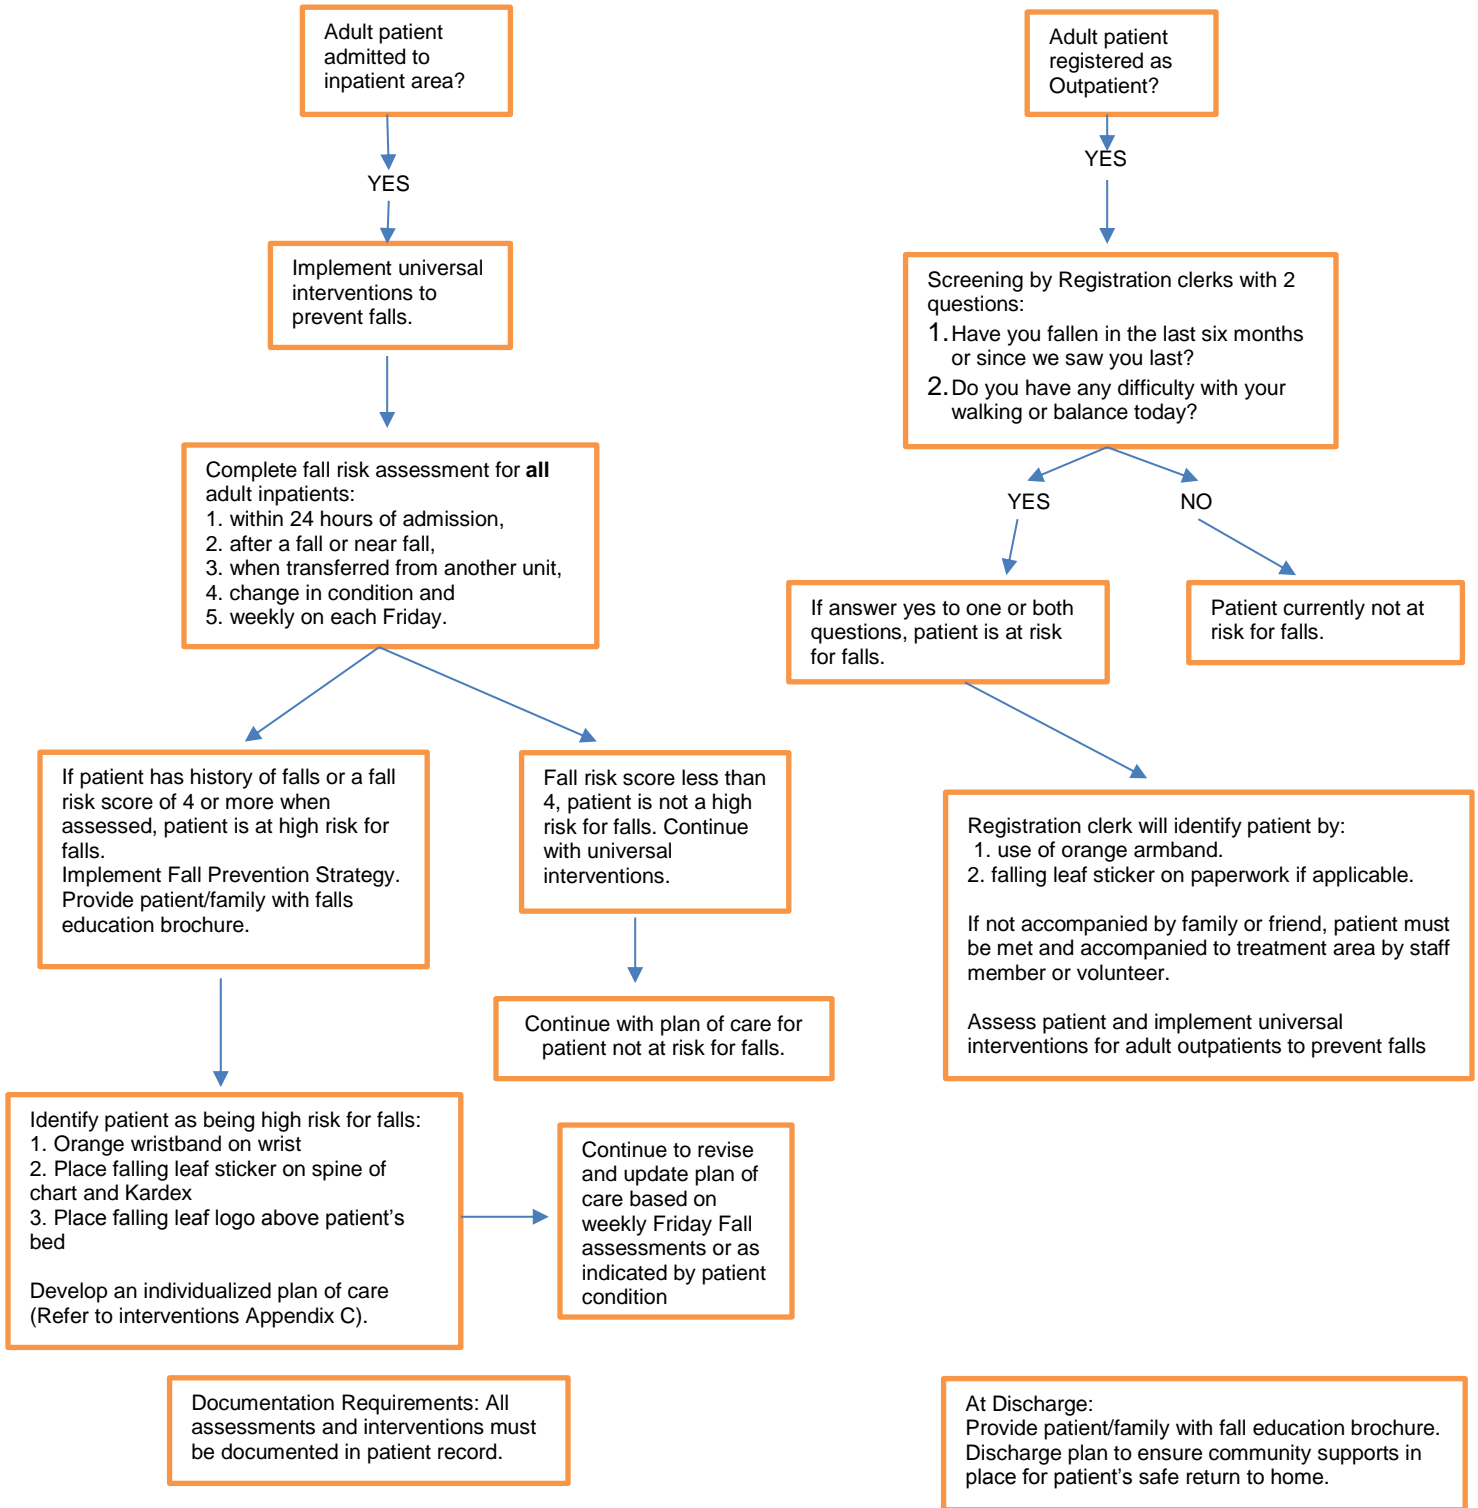 Adult patient
admitted to
inpatient area?
YES
Implement universal
interventions to
prevent falls.
Complete fall risk assessment for all
adult inpatients:
1. within 24 hours of admission,
2. after a fall or near fall,
3. when transferred from another unit,
4. change in condition and
5. weekly on each Friday.
If patient has history of falls or a fall
risk score of 4 or more when
assessed, patient is at high risk for
falls.
Implement Fall Prevention Strategy.
Provide patient/family with falls
education brochure.
Fall risk score less than
4, patient is not a high
risk for falls. Continue
with universal
interventions.
Continue with plan of care for
patient not at risk for falls.
Identify patient as being high risk for falls:
1. Orange wristband on wrist
2. Place falling leaf sticker on spine of
chart and Kardex
3. Place falling leaf logo above patient's
bed
Develop an individualized plan of care
(Refer to interventions Appendix C).
Continue to revise
and update plan of
care based on
weekly Friday Fall
assessments or as
indicated by patient
condition
Documentation Requirements: All
assessments and interventions must
be documented in patient record.
Adult patient
registered as
Outpatient?
YES
Screening by Registration clerks with 2
questions:
1. Have you fallen in the last six months
or since we saw you last?
2. Do you have any difficulty with your
walking or balance today?
YES
NO
If answer yes to one or both
questions, patient is at risk
for falls.
Patient currently not at
risk for falls.
Registration clerk will identify patient by:
1. use of orange armband.
2. falling leaf sticker on paperwork if applicable.
If not accompanied by family or friend, patient must
be met and accompanied to treatment area by staff
member or volunteer.
Assess patient and implement universal
interventions for adult outpatients to prevent falls
At Discharge:
Provide patient/family with fall education brochure.
Discharge plan to ensure community supports in
place for patient's safe return to home.